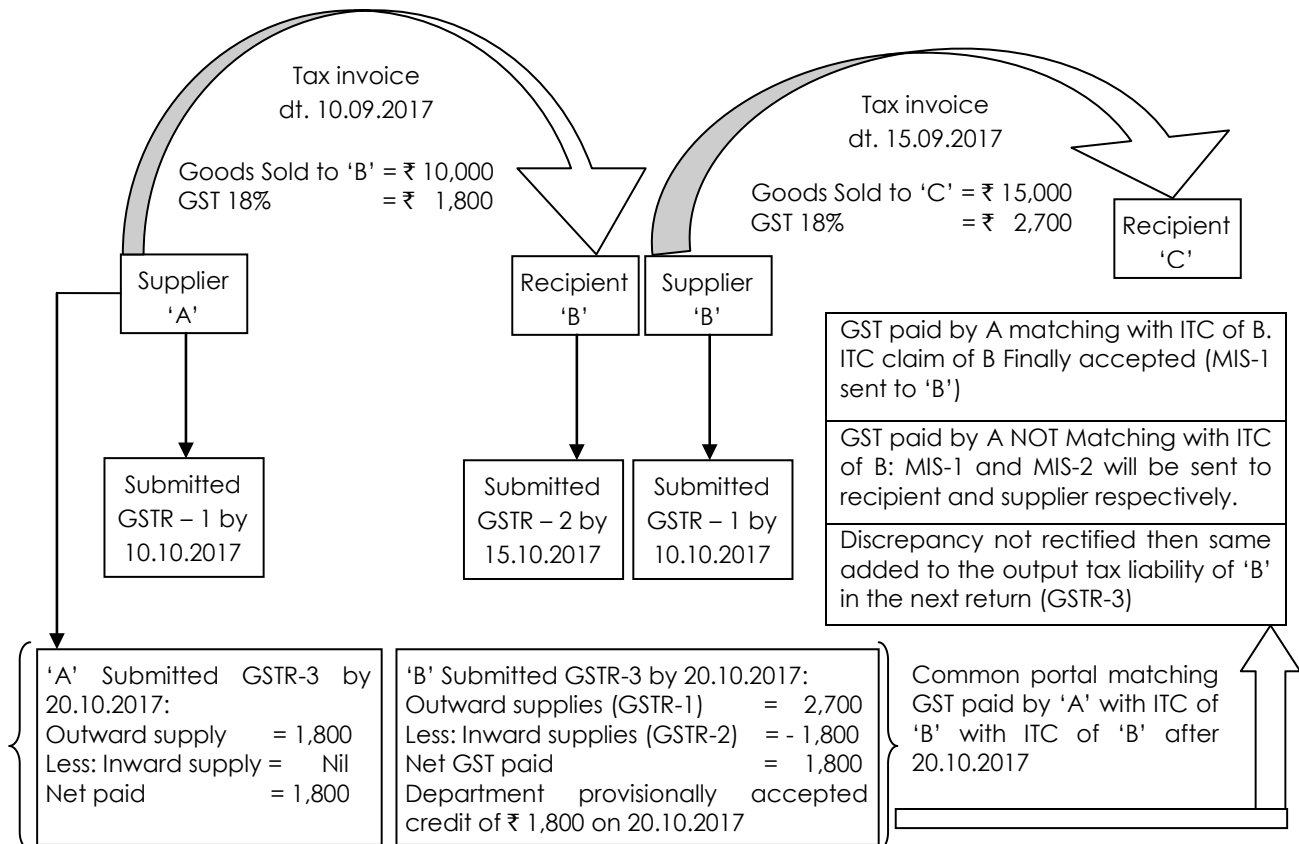 Tax invoice
dt. 10.09.2017
Goods Sold to ‘B’ = ₹ 10,000
GST 18% = ₹ 1,800
Tax invoice
dt. 15.09.2017
Goods Sold to ‘C’ = ₹ 15,000
GST 18% = ₹ 2,700
Supplier
‘A’
Recipient
‘B’
Supplier
‘B’
Recipient
‘C’
Submitted
GSTR – 1 by
10.10.2017
Submitted
GSTR – 2 by
15.10.2017
Submitted
GSTR – 1 by
10.10.2017
GST paid by A matching with ITC of B.
ITC claim of B Finally accepted (MIS-1
sent to ‘B’)
GST paid by A NOT Matching with ITC
of B: MIS-1 and MIS-2 will be sent to
recipient and supplier respectively.
Discrepancy not rectified then same
added to the output tax liability of ‘B’
in the next return (GSTR-3)
‘A’ Submitted GSTR-3 by
20.10.2017:
Outward supply = 1,800
Less: Inward supply = Nil
Net paid = 1,800
‘B’ Submitted GSTR-3 by 20.10.2017:
Outward supplies (GSTR-1) = 2,700
Less: Inward supplies (GSTR-2) = - 1,800
Net GST paid = 1,800
Department provisionally accepted
credit of ₹ 1,800 on 20.10.2017
Common portal matching
GST paid by ‘A’ with ITC of
‘B’ with ITC of ‘B’ after
20.10.2017